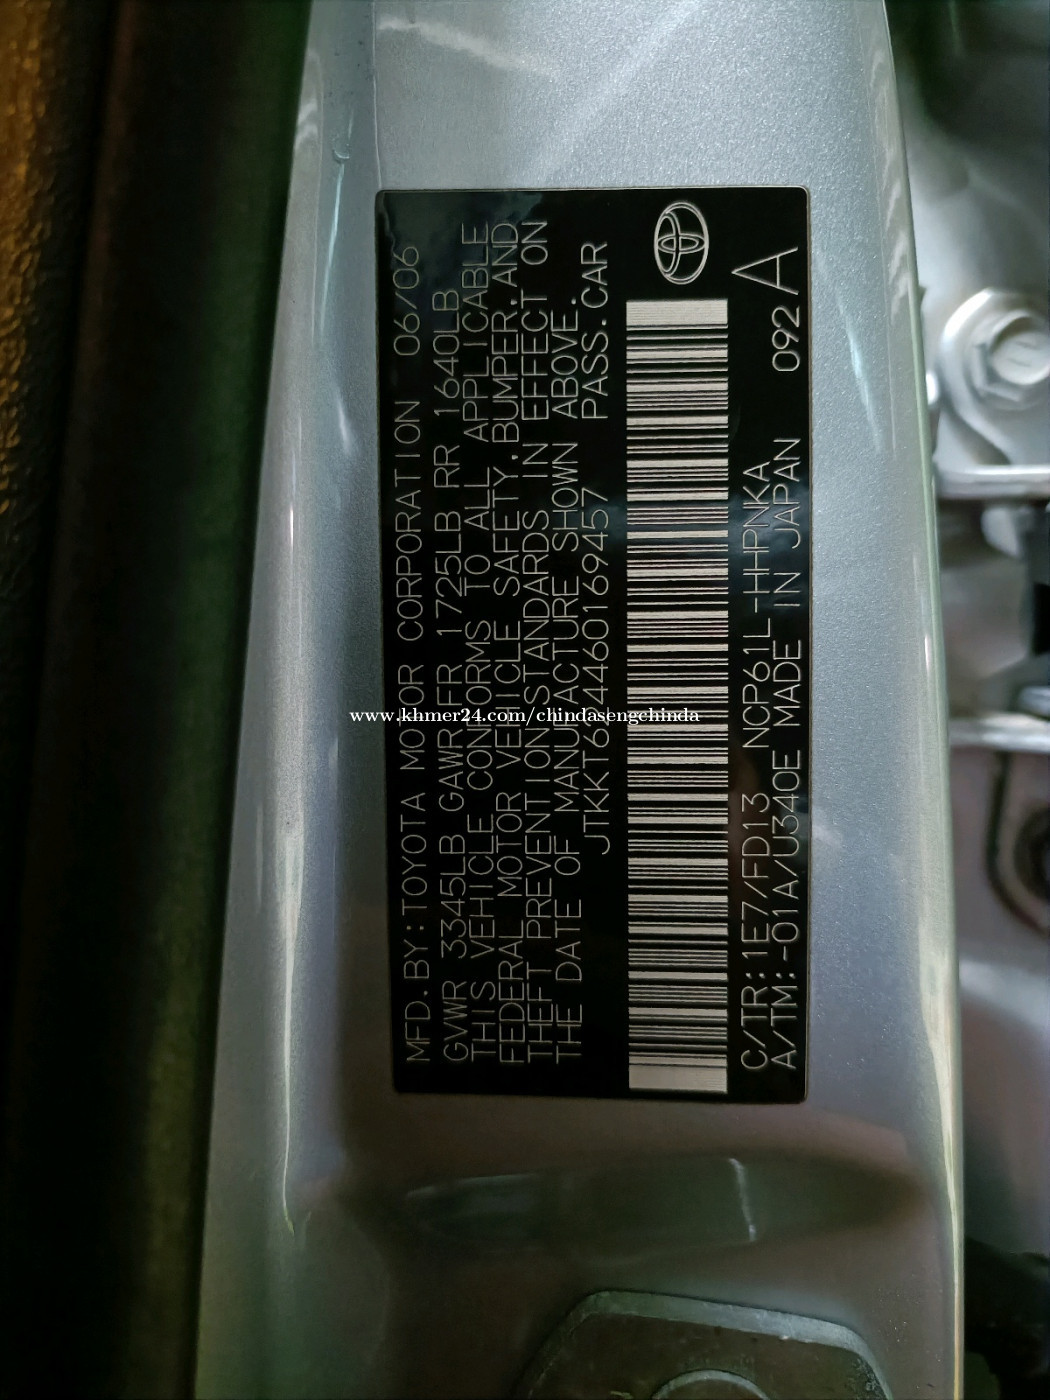 MFD.BY:TOYOTA MOTOR CORPORATION 06/06
GVWR 3345LB GAWR FR 1725LB RR 1640LB
THIS VEHICLE CONFORMS TO ALL APPLICABLE
FEDERAL MOTOR VEHICLE SAFETY,BUMPER,AND
THEFT PREVENTION STANDARDS IN EFFECT ON
THE DATE OF MANUFACTURE SHOWN ABOVE.
JTKKT624460169457 PASS.CAR
C/TR:1E7/FD13 NCP61L-HHPNKA
A/TM:-01A/U340E MADE IN JAPAN 092 A
www.khmer24.com/chindasengchinda